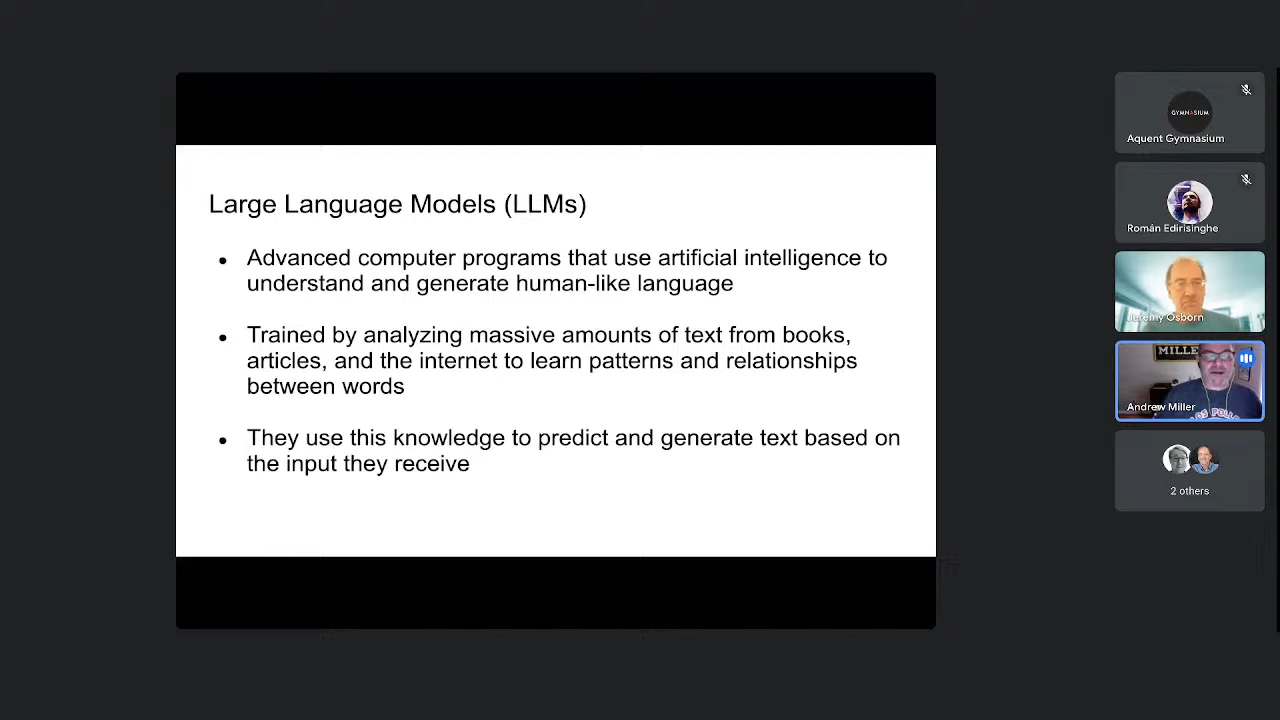 Large Language Models (LLMs)
• Advanced computer programs that use artificial intelligence to
understand and generate human-like language
• Trained by analyzing massive amounts of text from books,
articles, and the internet to learn patterns and relationships
between words
• They use this knowledge to predict and generate text based on
the input they receive
GYMNASIUM
Aquent Gymnasium
Román Edirisinghe
Jeremy Osborn
MILLE
Andrew Miller
2 others